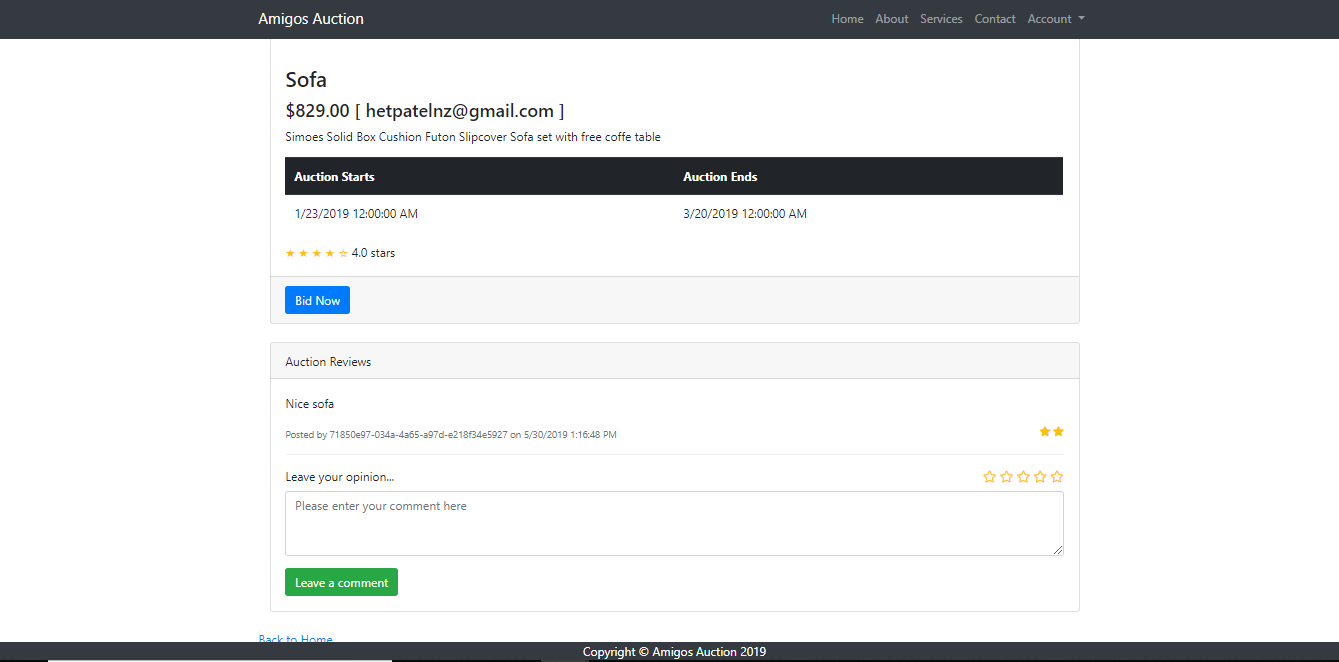 Amigos Auction Home About Services Contact Account
Sofa
$829.00 [ hetpatelnz@gmail.com ]
Simoes Solid Box Cushion Futon Slipcover Sofa set with free coffe table
Auction Starts Auction Ends
1/23/2019 12:00:00 AM 3/20/2019 12:00:00 AM
★ ★ ★ ★ ☆ 4.0 stars
Bid Now
Auction Reviews
Nice sofa
Posted by 71850e97-034a-4a65-a97d-e218f34e5927 on 5/30/2019 1:16:48 PM
Leave your opinion...
Please enter your comment here
Leave a comment
Back to Home
Copyright © Amigos Auction 2019